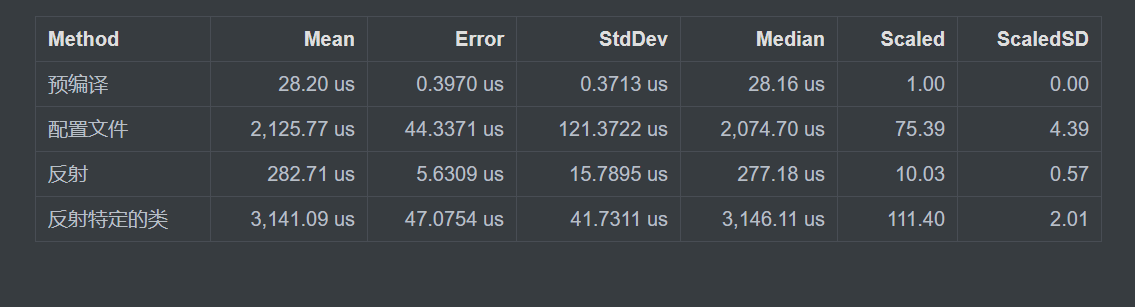 Method Mean Error StdDev Median Scaled ScaledSD
预编译 28.20 us 0.3970 us 0.3713 us 28.16 us 1.00 0.00
配置文件 2,125.77 us 44.3371 us 121.3722 us 2,074.70 us 75.39 4.39
反射 282.71 us 5.6309 us 15.7895 us 277.18 us 10.03 0.57
反射特定的类 3,141.09 us 47.0754 us 41.7311 us 3,146.11 us 111.40 2.01